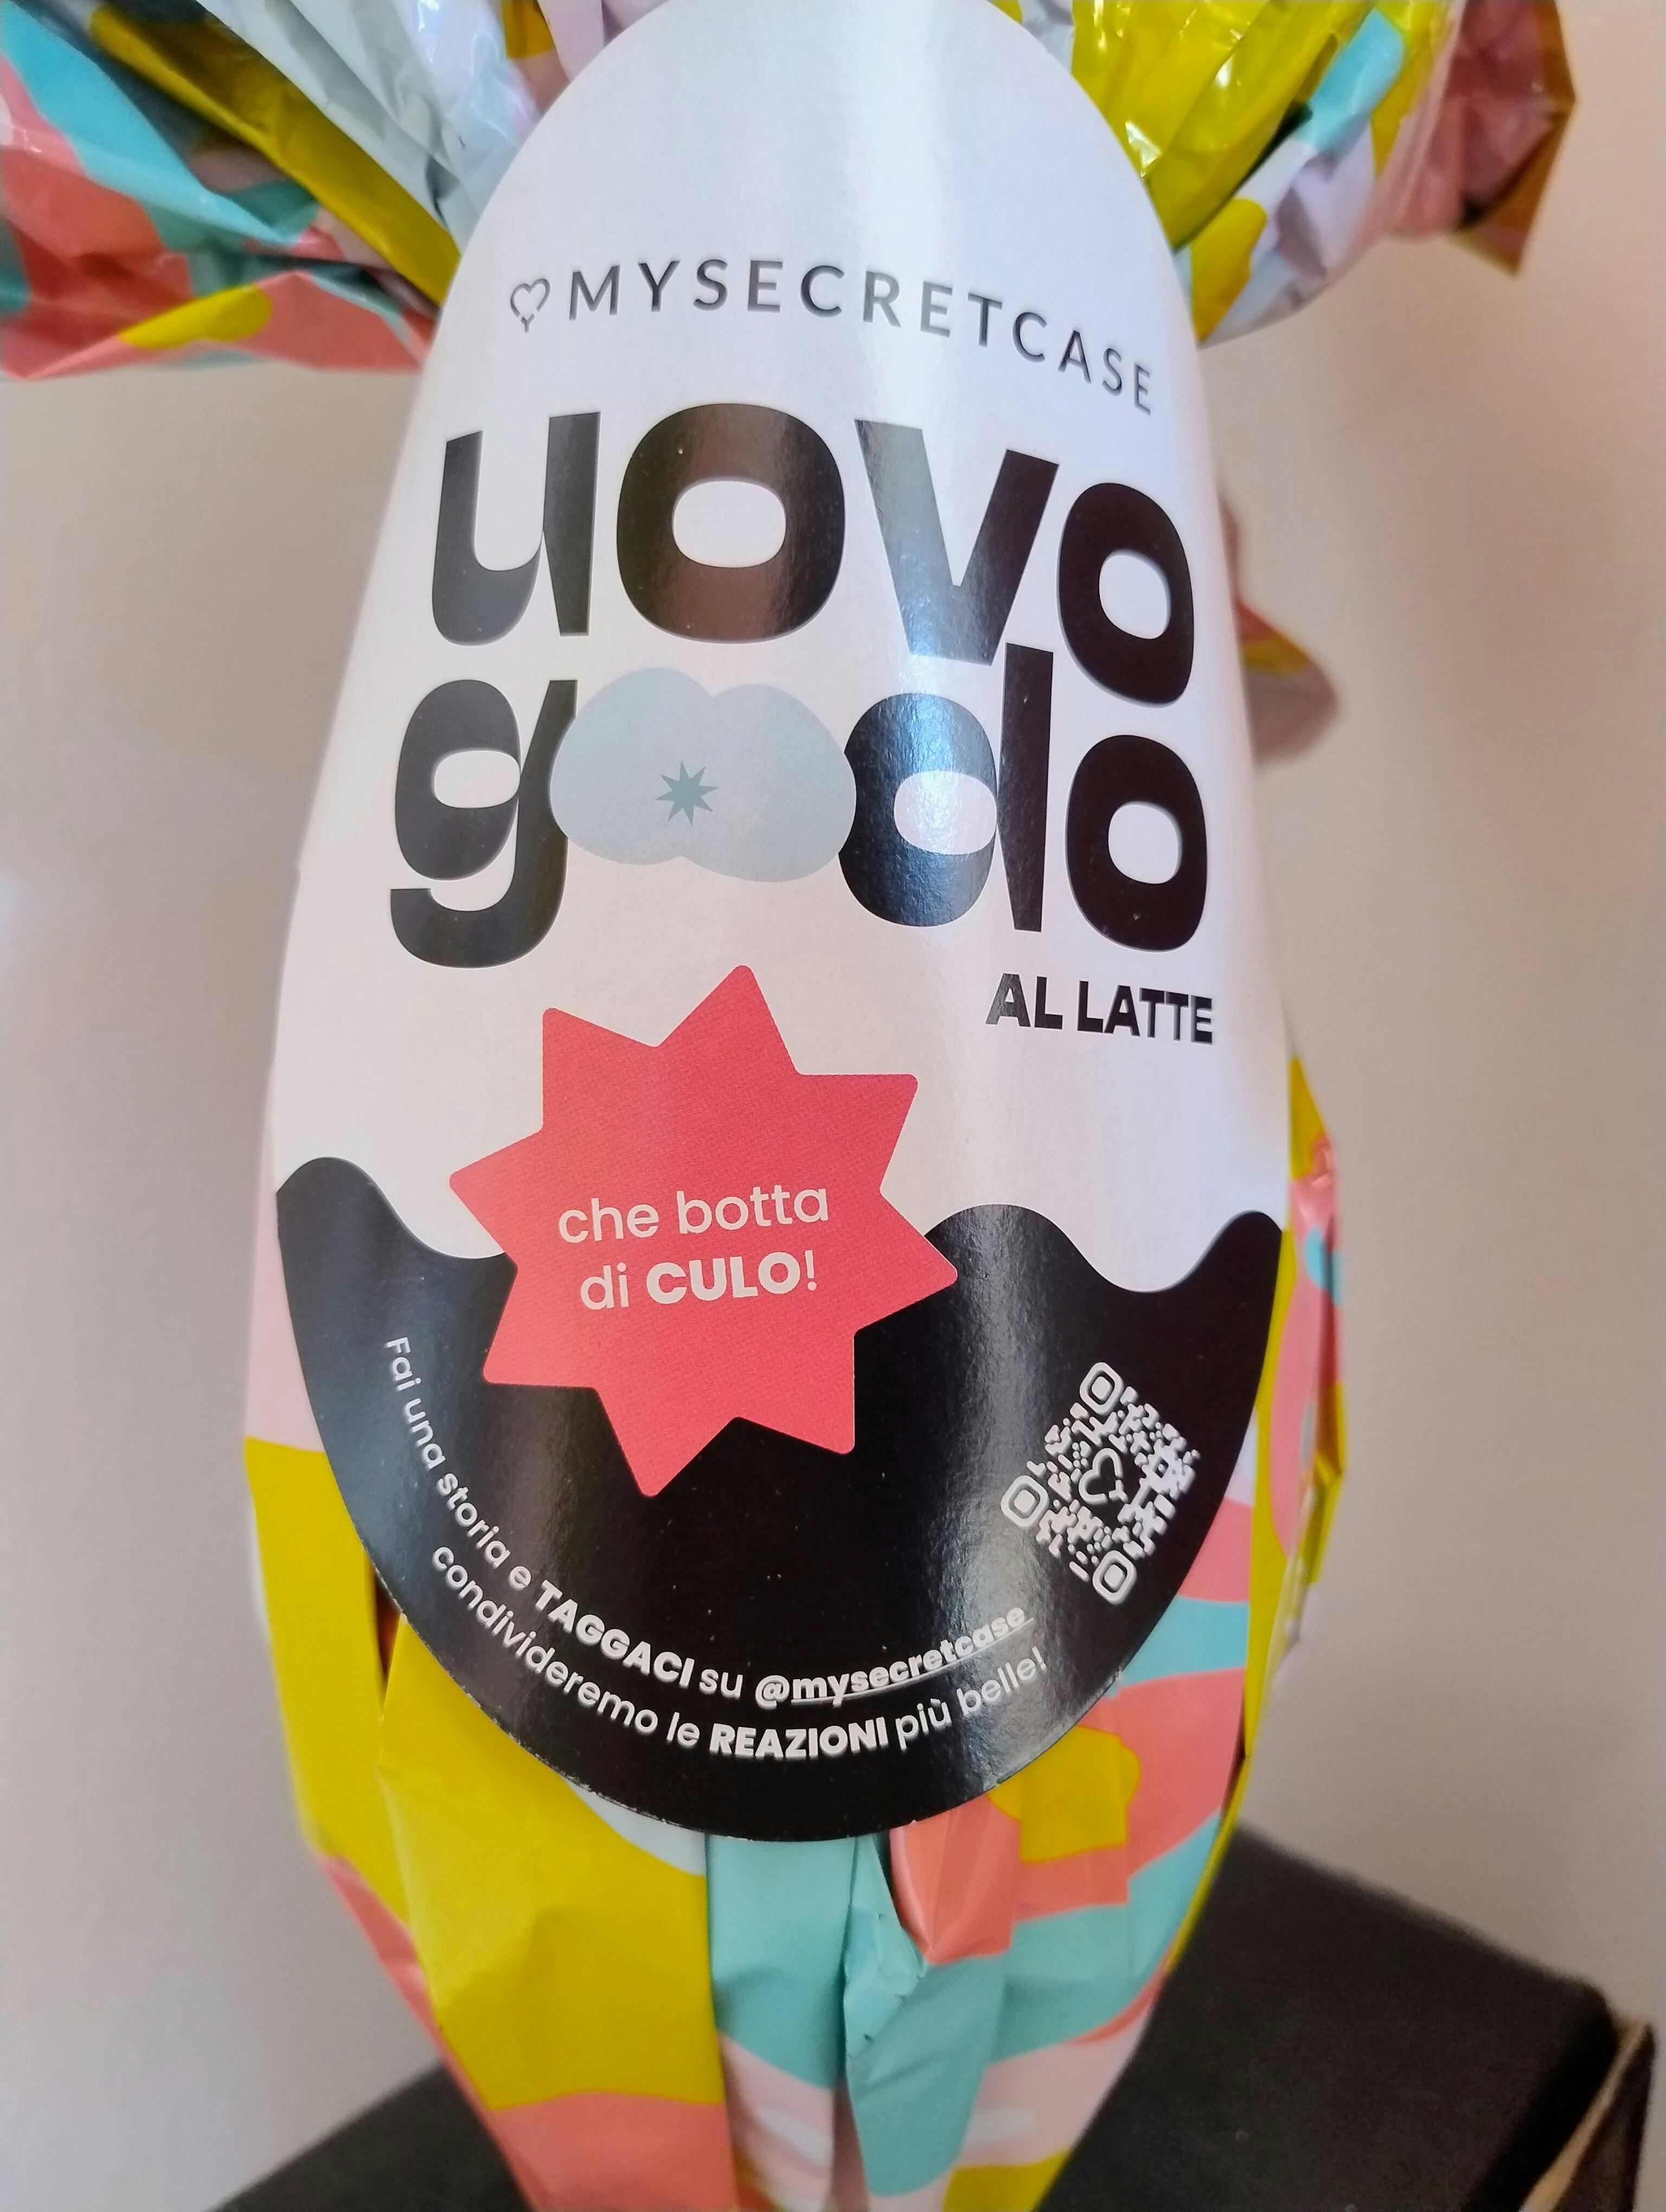 MYSECRETCASE
uovo
godo
AL LATTE
che botta
di CULO!
Fai una storia e TAGGACI su @mysecretcase
condivideremo le REAZIONI più belle!